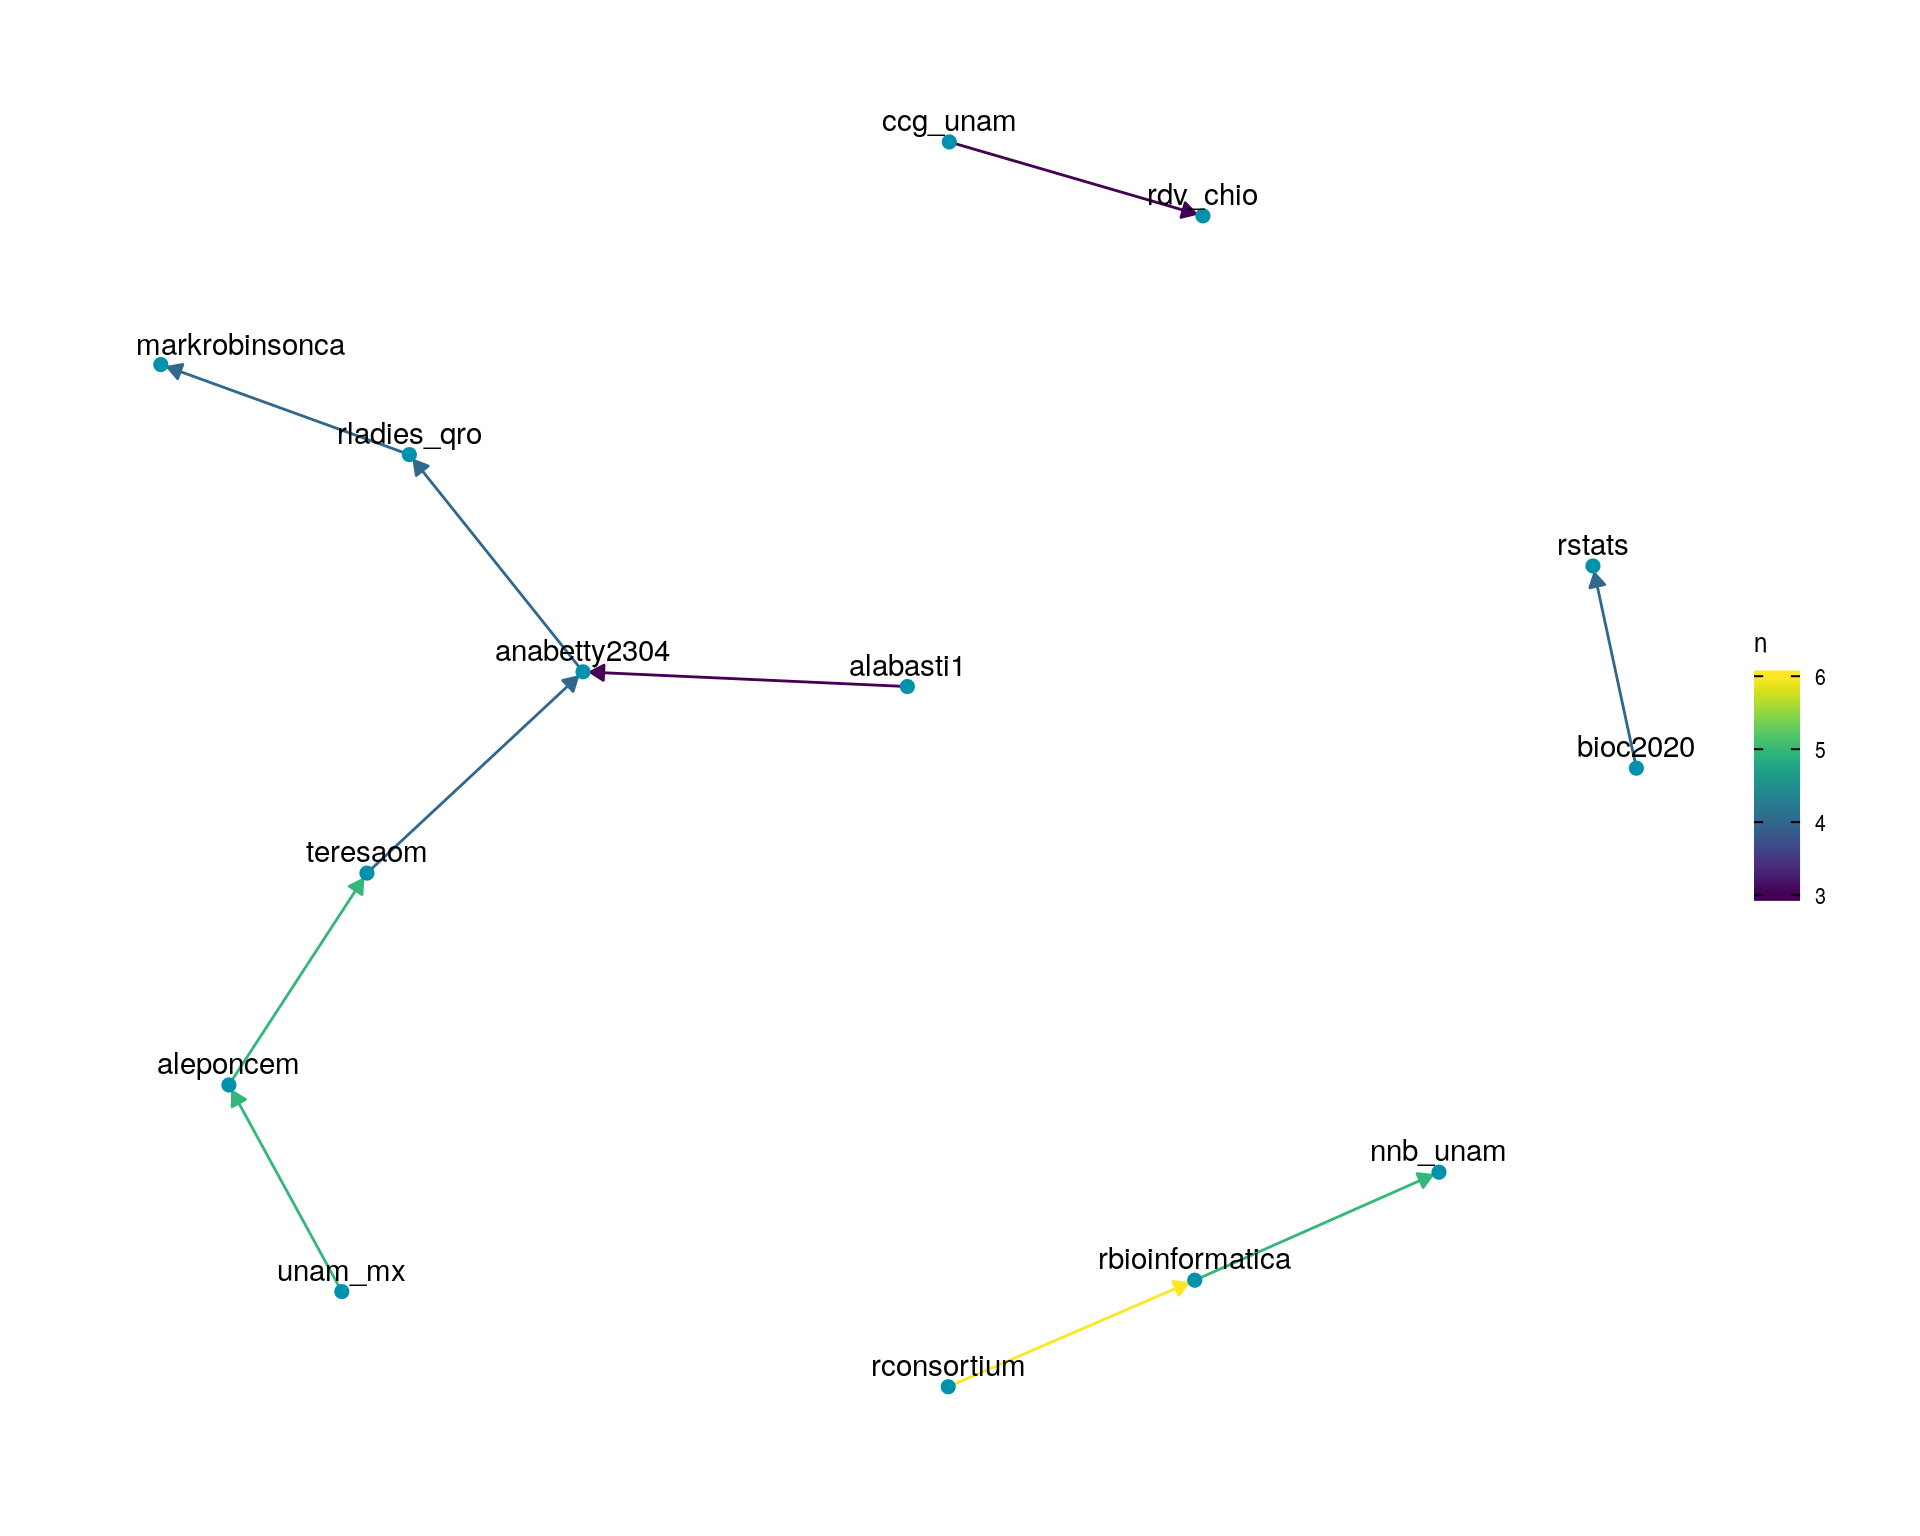 ccg_unam
rdv_chio
markrobinsonca
rladies_qro
rstats
n
anabetty2304
alabasti1
6
5
bioc2020
4
teresaom
3
aleponcem
nnb_unam
rbioinformatica
unam_mx
rconsortium